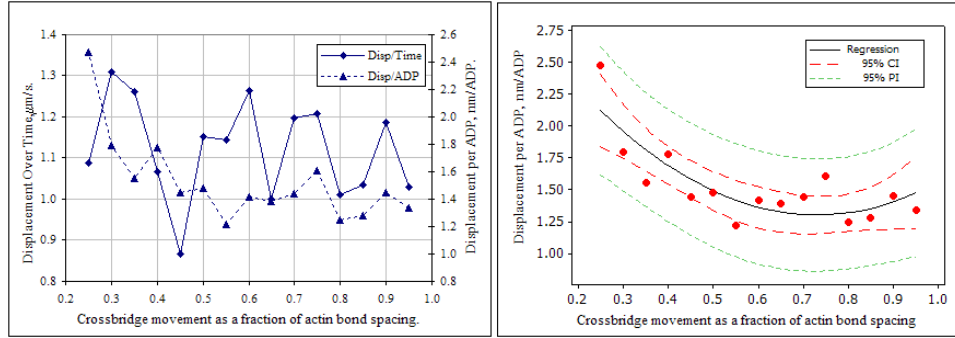 Displacement Over Time,µm/s.
1.4
1.3
1.2
1.1
1.0
0.9
0.8
Disp/Time
Disp/ADP
2.6
2.4
2.2
2.0
1.8
1.6
1.4
1.2
1.0
0.8
0.6
0.4
Displacement per ADP, nm/ADP.
0.2 0.3 0.4 0.5 0.6 0.7 0.8 0.9 1.0
Crossbridge movement as a fraction of actin bond spacing.
Displacement per ADP, nm/ADP
2.75
2.50
2.25
2.00
1.75
1.50
1.25
1.00
Regression
95% CI
95% PI
0.2 0.3 0.4 0.5 0.6 0.7 0.8 0.9 1.0
Crossbridge movement as a fraction of actin bond spacing